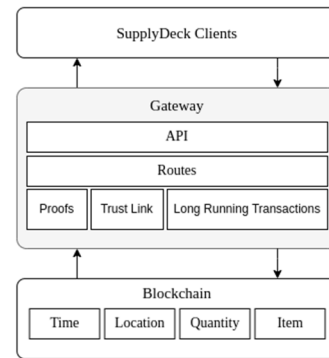 SupplyDeck Clients
Gateway
API
Routes
Proofs Trust Link Long Running Transactions
Blockchain
Time Location Quantity Item